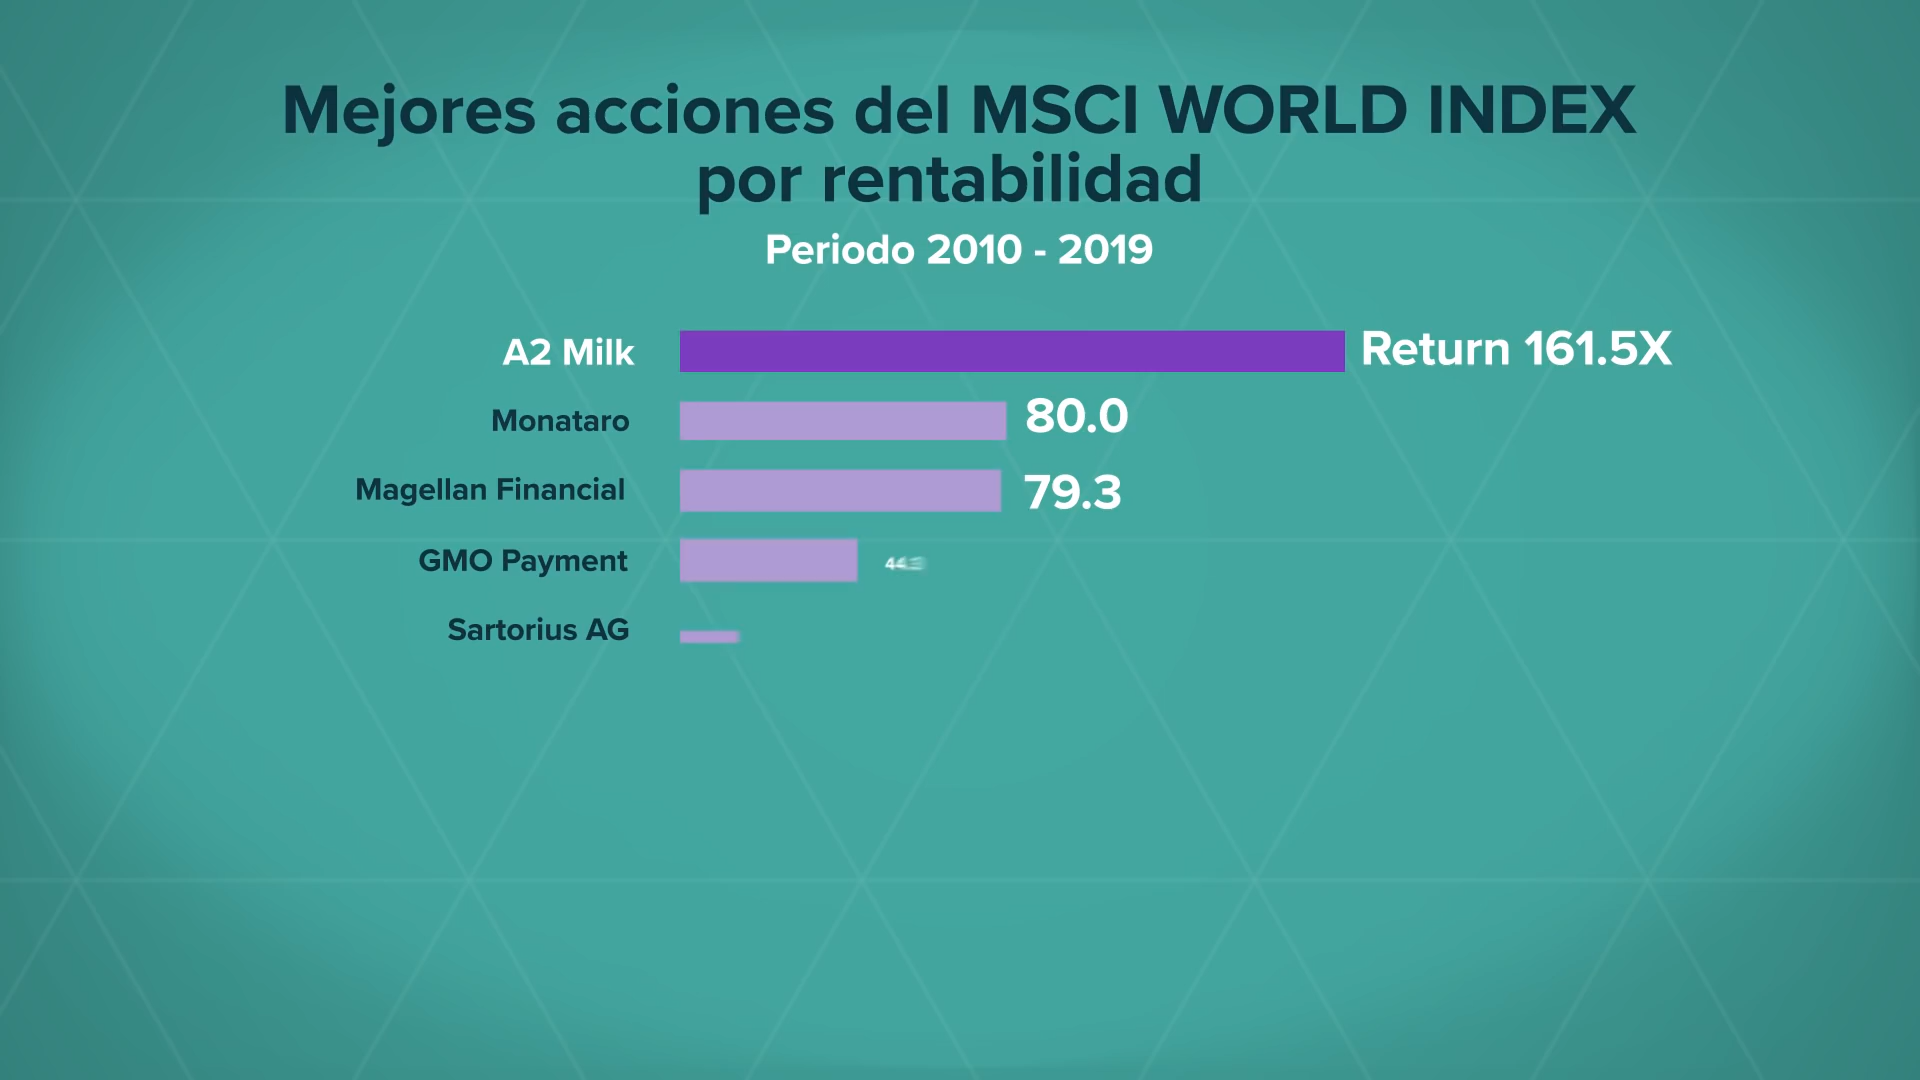 Mejores acciones del MSCI WORLD INDEX
por rentabilidad
Periodo 2010 - 2019
A2 Milk Return 161.5X
Monataro 80.0
Magellan Financial 79.3
GMO Payment
Sartorius AG